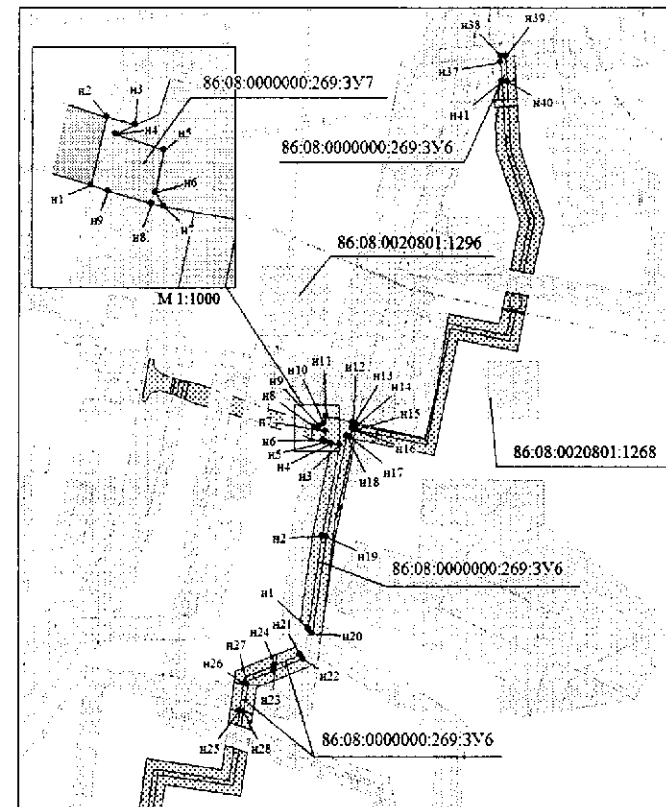 н38
н39
86:08:0000000:269:ЗУ7
н37
н2
н3
н4
н5
н41
н40
86:08:0000000:269:ЗУ6
н6
н1
н9
н8
н7
86:08:0020801:1296
М 1:1000
н11
н12
н10
н13
н9
н14
н8
н15
н7
н6
н16
н5
86:08:0020801:1268
н4
н17
н3
н18
н2
н19
86:08:0000000:269:ЗУ6
н1
н21
н20
н24
н27
н22
н26
н23
86:08:0000000:269:ЗУ6
н25
н28